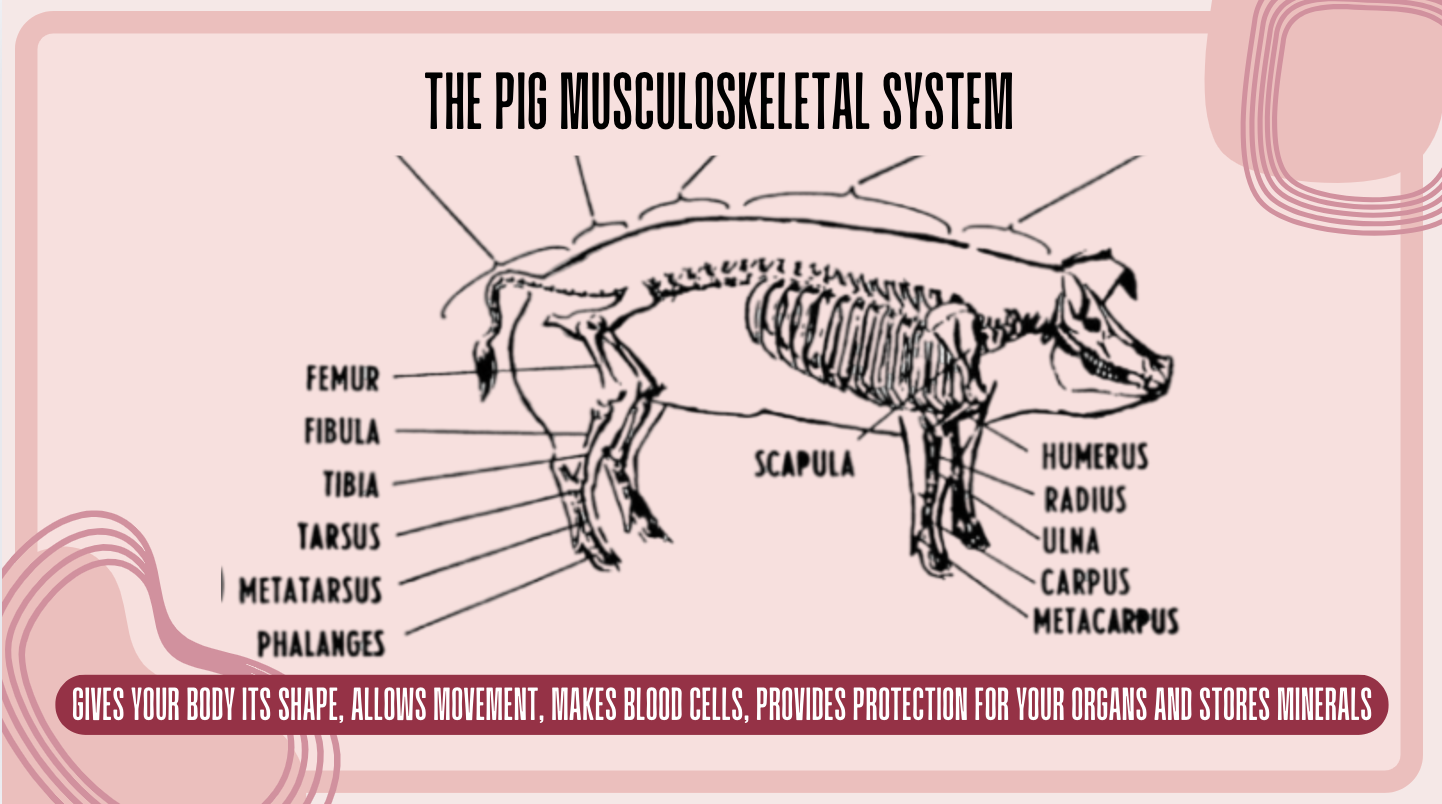 THE PIG MUSCULOSKELETAL SYSTEM
FEMUR
FIBULA
TIBIA
TARSUS
METATARSUS
PHALANGES
SCAPULA
HUMERUS
RADIUS
ULNA
CARPUS
METACARPUS
GIVES YOUR BODY ITS SHAPE, ALLOWS MOVEMENT, MAKES BLOOD CELLS, PROVIDES PROTECTION FOR YOUR ORGANS AND STORES MINERALS